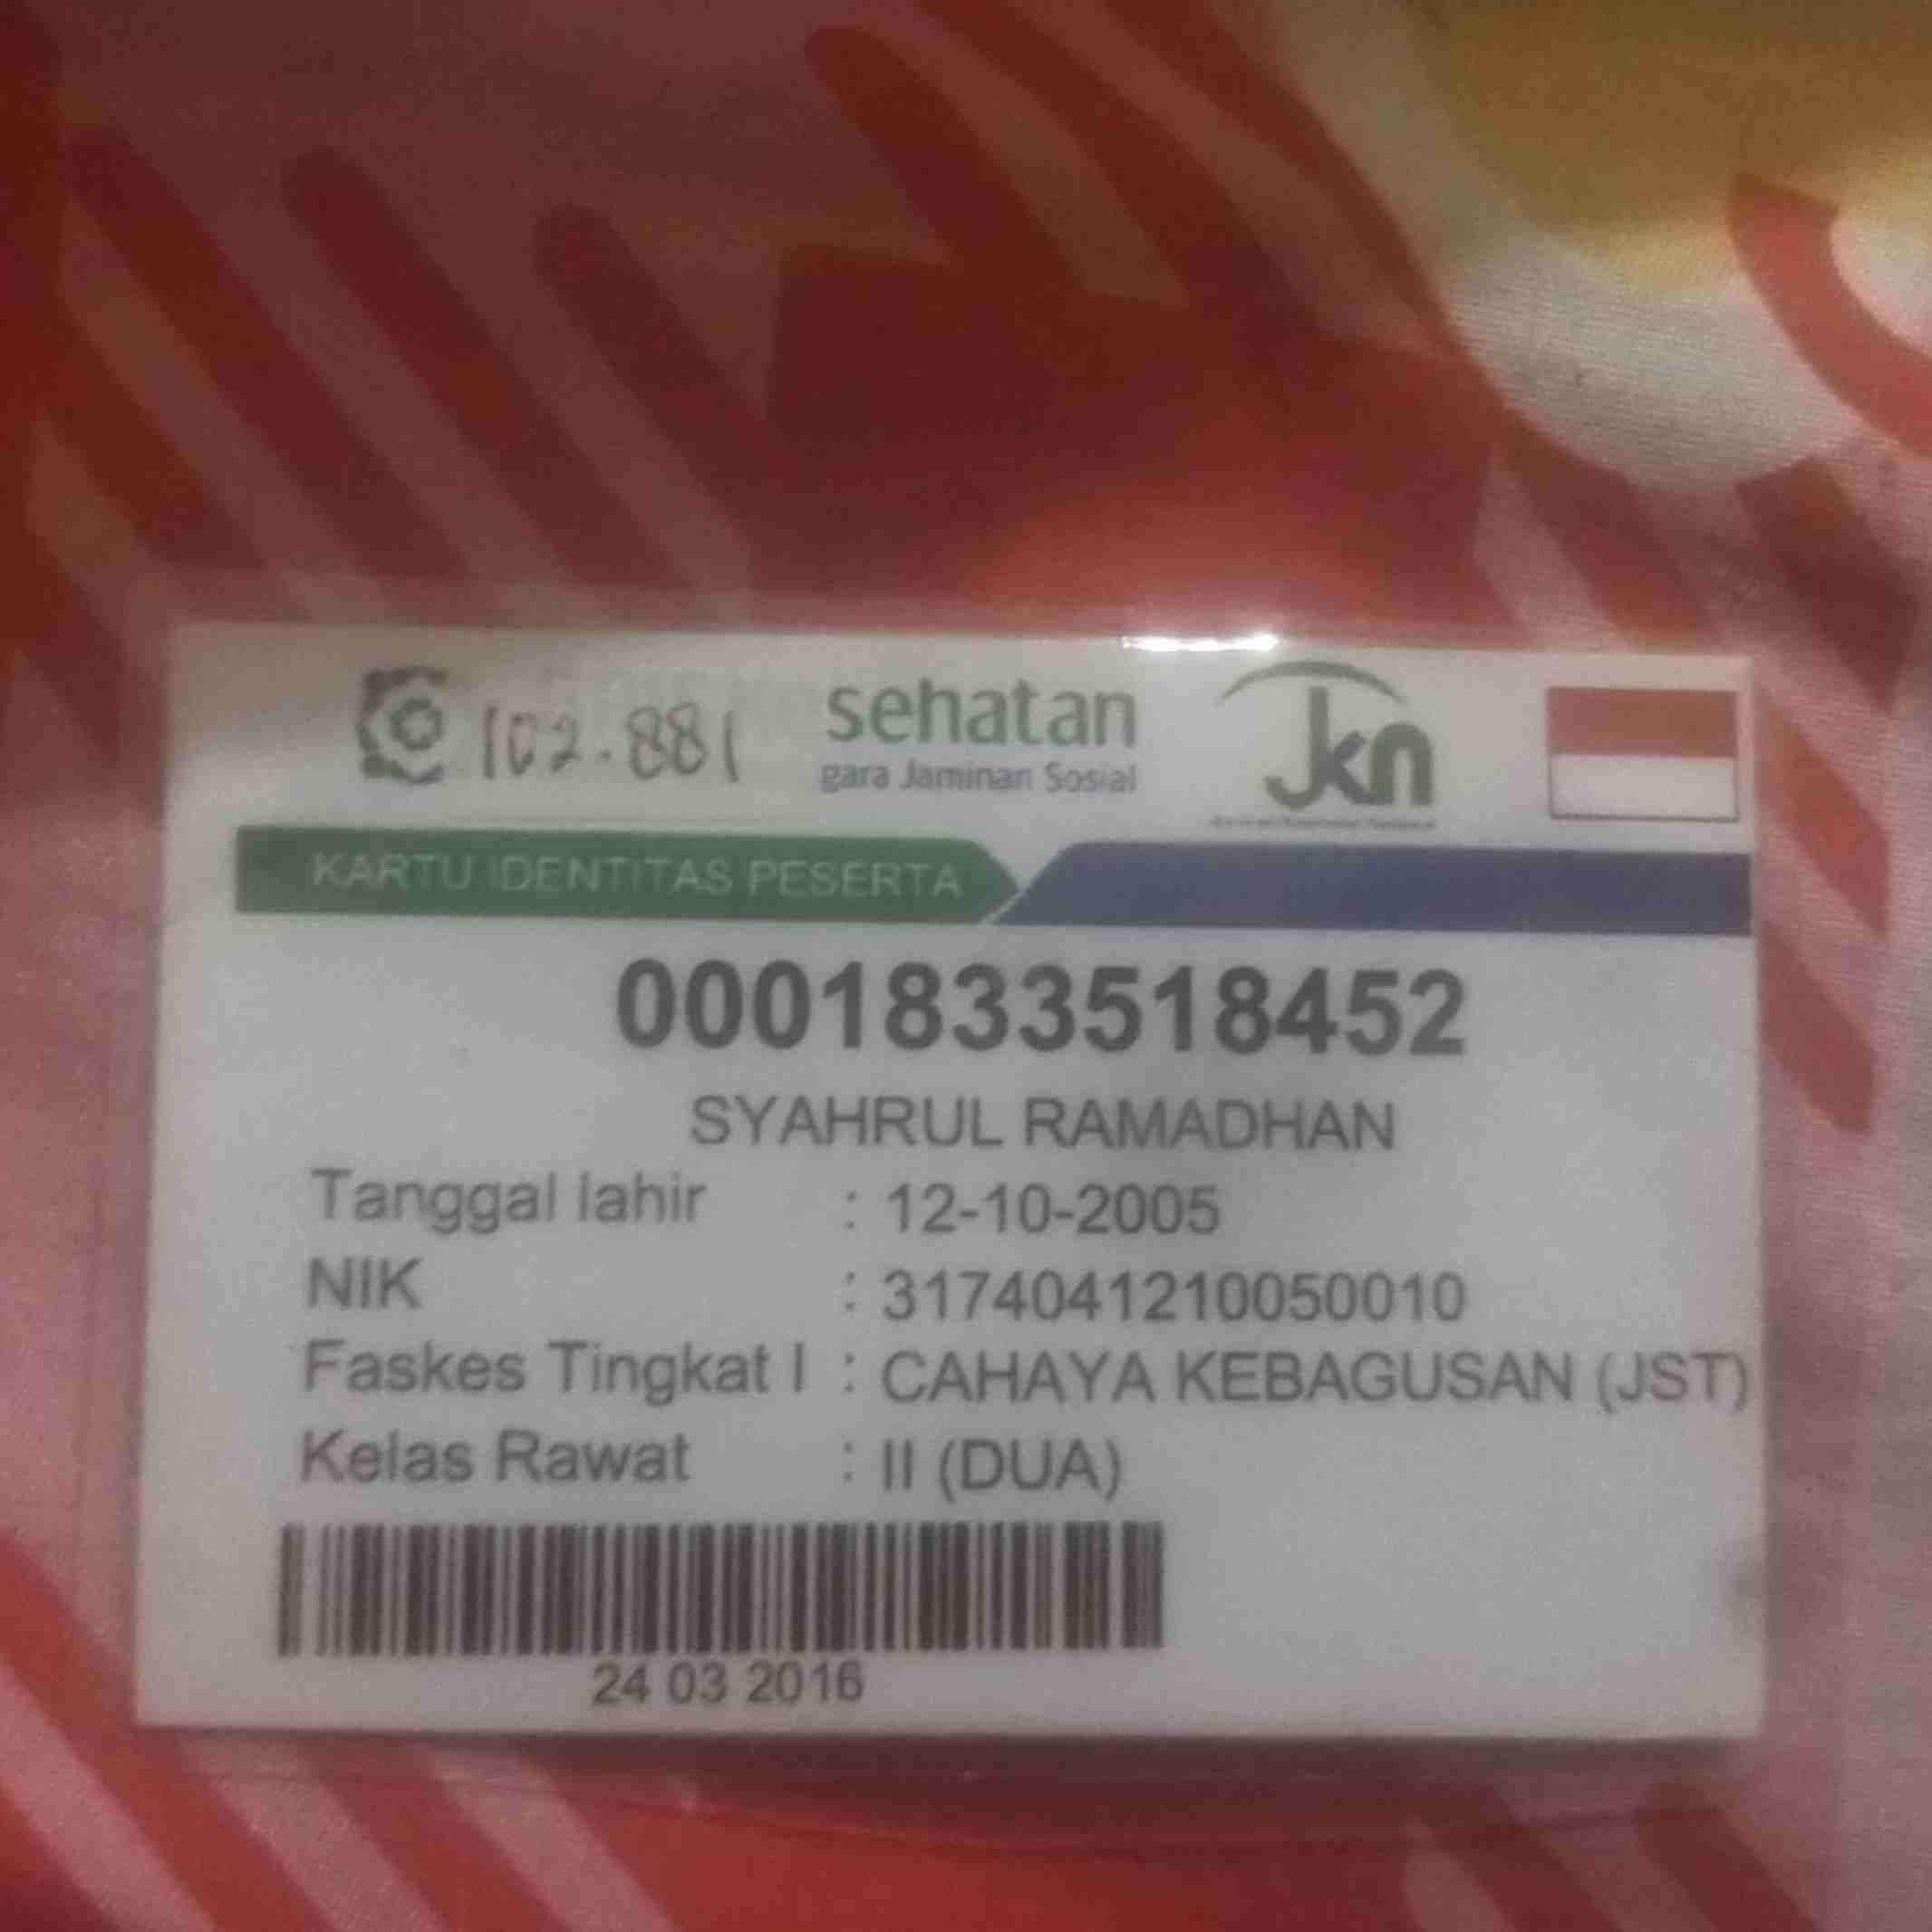 102.881
sehatan
gara Jaminan Sosial
Jkn
KARTU IDENTITAS PESERTA
0001833518452
SYAHRUL RAMADHAN
Tanggal lahir : 12-10-2005
NIK : 3174041210050010
Faskes Tingkat I : CAHAYA KEBAGUSAN (JST)
Kelas Rawat : II (DUA)
24 03 2016